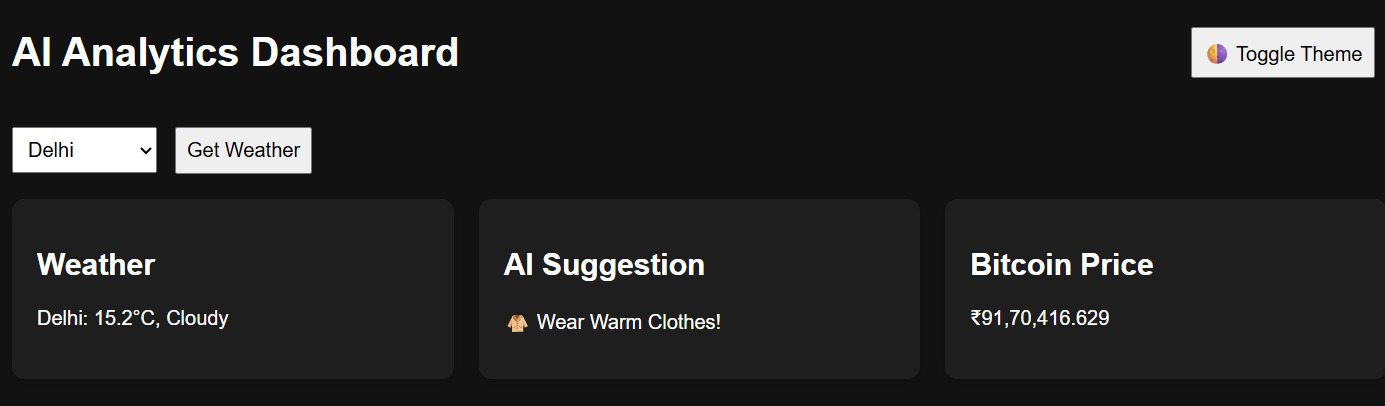 AI Analytics Dashboard
🌗 Toggle Theme
Delhi
Get Weather
Weather
Delhi: 15.2°C, Cloudy
AI Suggestion
🧥 Wear Warm Clothes!
Bitcoin Price
₹91,70,416.629